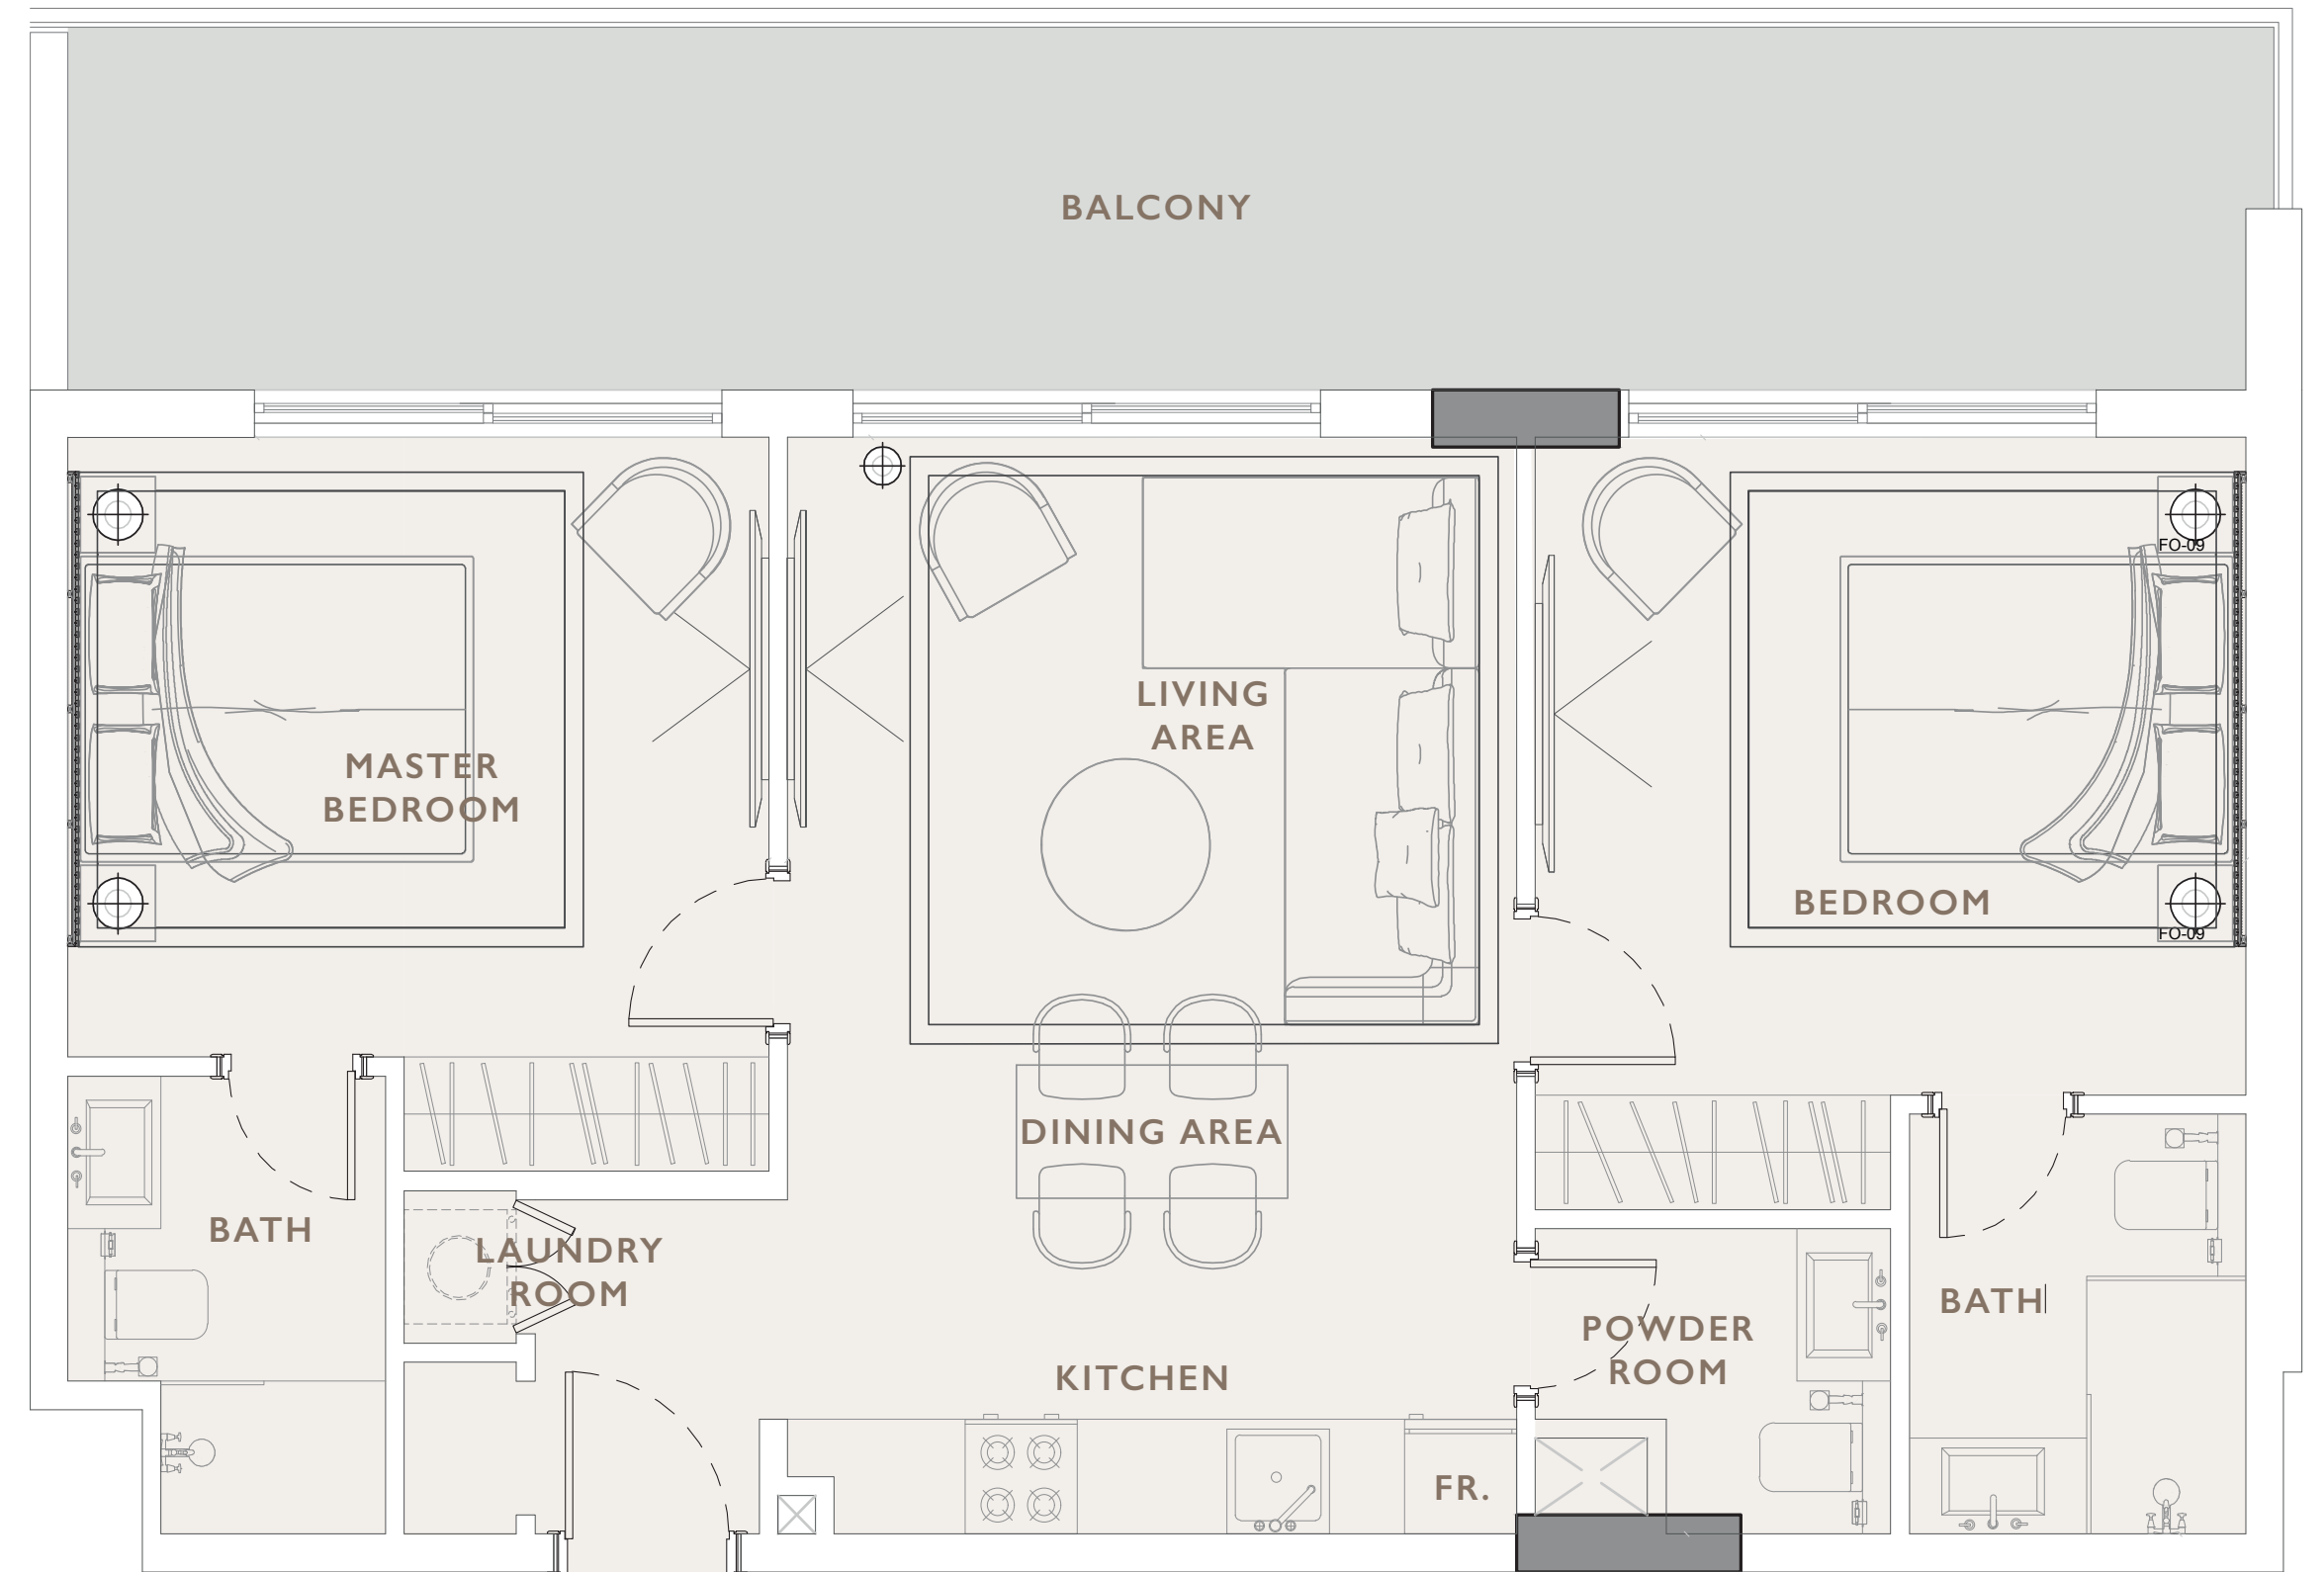 BALCONY
LIVING
AREA
MASTER
BEDROOM
FO-09
BEDROOM
FO-09
DINING AREA
BATH
LAUNDRY
ROOM
BATH
POWDER
ROOM
KITCHEN
FR.